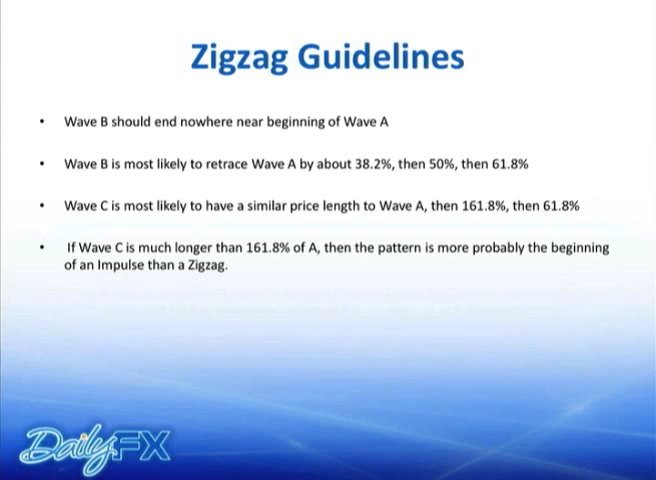 Zigzag Guidelines
• Wave B should end nowhere near beginning of Wave A
• Wave B is most likely to retrace Wave A by about 38.2%, then 50%, then 61.8%
• Wave C is most likely to have a similar price length to Wave A, then 161.8%, then 61.8%
• If Wave C is much longer than 161.8% of A, then the pattern is more probably the beginning
of an Impulse than a Zigzag.
DailyFX